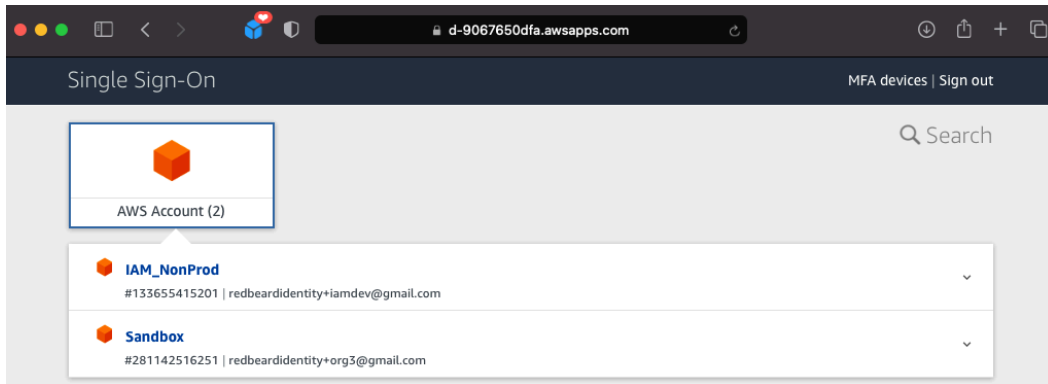 d-9067650dfa.awsapps.com
Single Sign-On
MFA devices | Sign out
Search
AWS Account (2)
IAM_NonProd
#133655415201 | redbeardidentity+iamdev@gmail.com
Sandbox
#281142516251 | redbeardidentity+org3@gmail.com